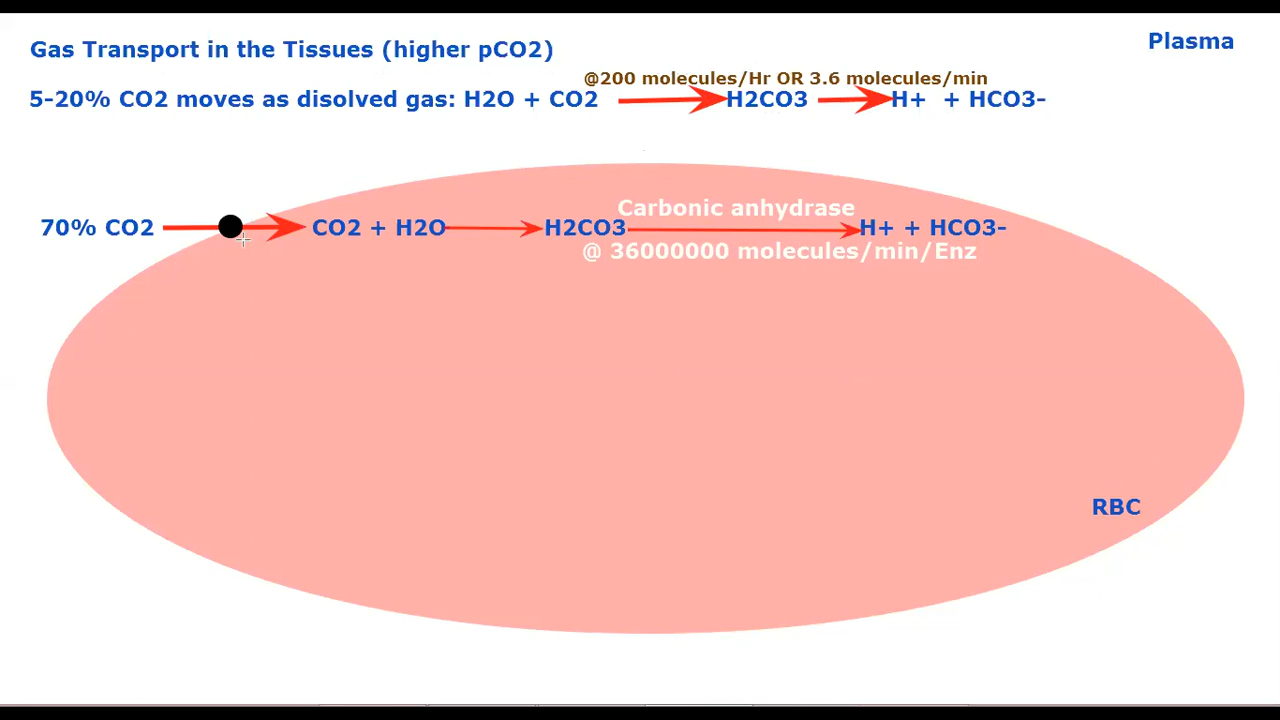 Plasma
Gas Transport in the Tissues (higher pCO2)
@200 molecules/Hr OR 3.6 molecules/min
5-20% CO2 moves as disolved gas: H2O + CO2 H2CO3 H+ + HCO3-
Carbonic anhydrase
70% CO2 CO2 + H2O H2CO3 H+ + HCO3-
@ 36000000 molecules/min/Enz
RBC